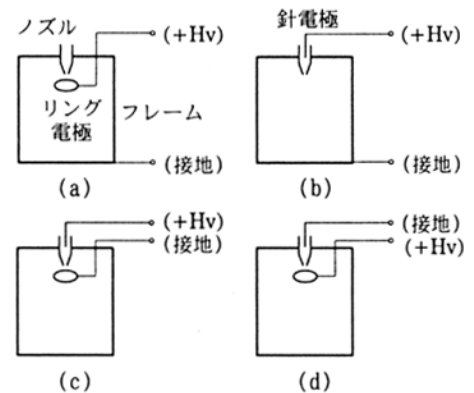 ノズル
(+Hv)
リング
電極
フレーム
(接地)
(a)
針電極
(+Hv)
(接地)
(b)
(+Hv)
(接地)
(c)
(接地)
(+Hv)
(d)